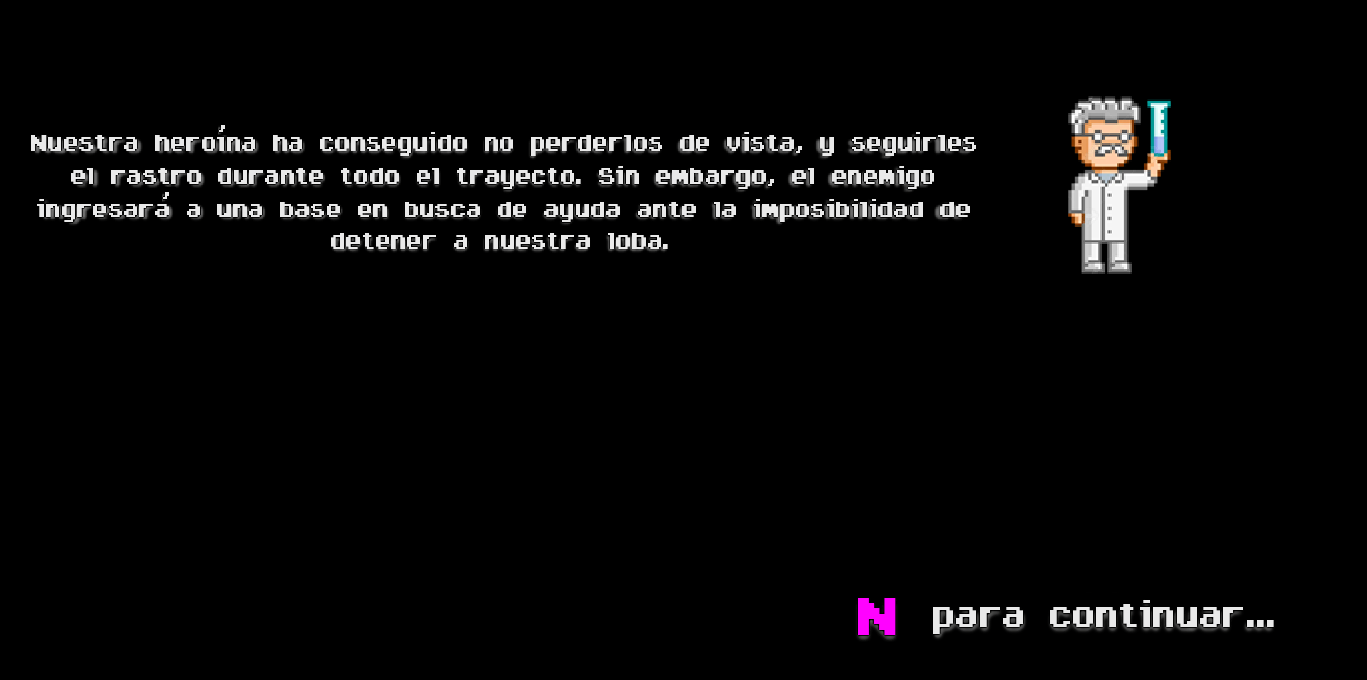 Nuestra heroína ha conseguido no perderlos de vista, y seguirles
el rastro durante todo el trayecto. Sin embargo, el enemigo
ingresará a una base en busca de ayuda ante la imposibilidad de
detener a nuestra loba.
N para continuar...